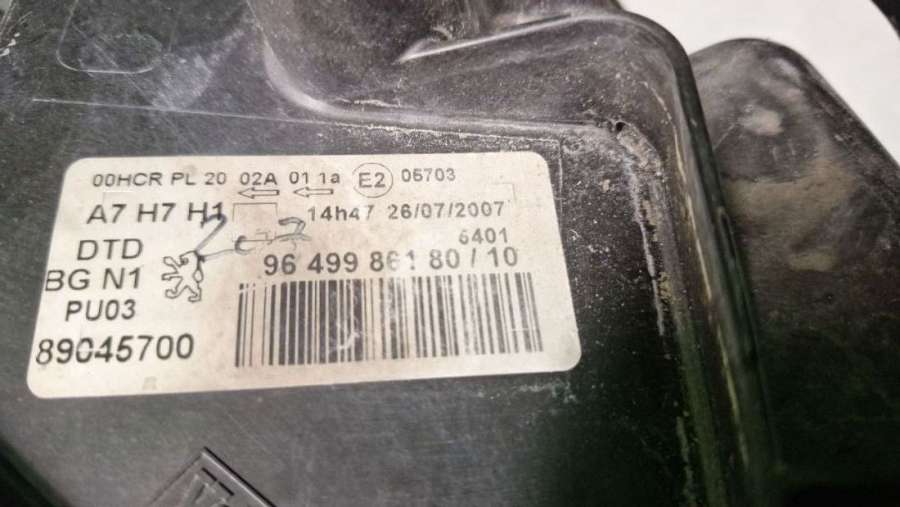 00HCR PL 20 02A 01 1a E2 05703
A7 H7 H1 14h47 26/07/2007
DTD 6401
BG N1 96 499 861 80 / 10
PU03
89045700